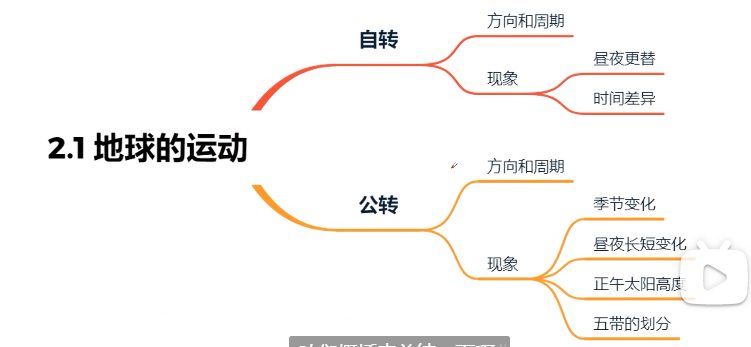 自转
方向和周期
现象
昼夜更替
时间差异
2.1 地球的运动
公转
方向和周期
现象
季节变化
昼夜长短变化
正午太阳高度
五带的划分